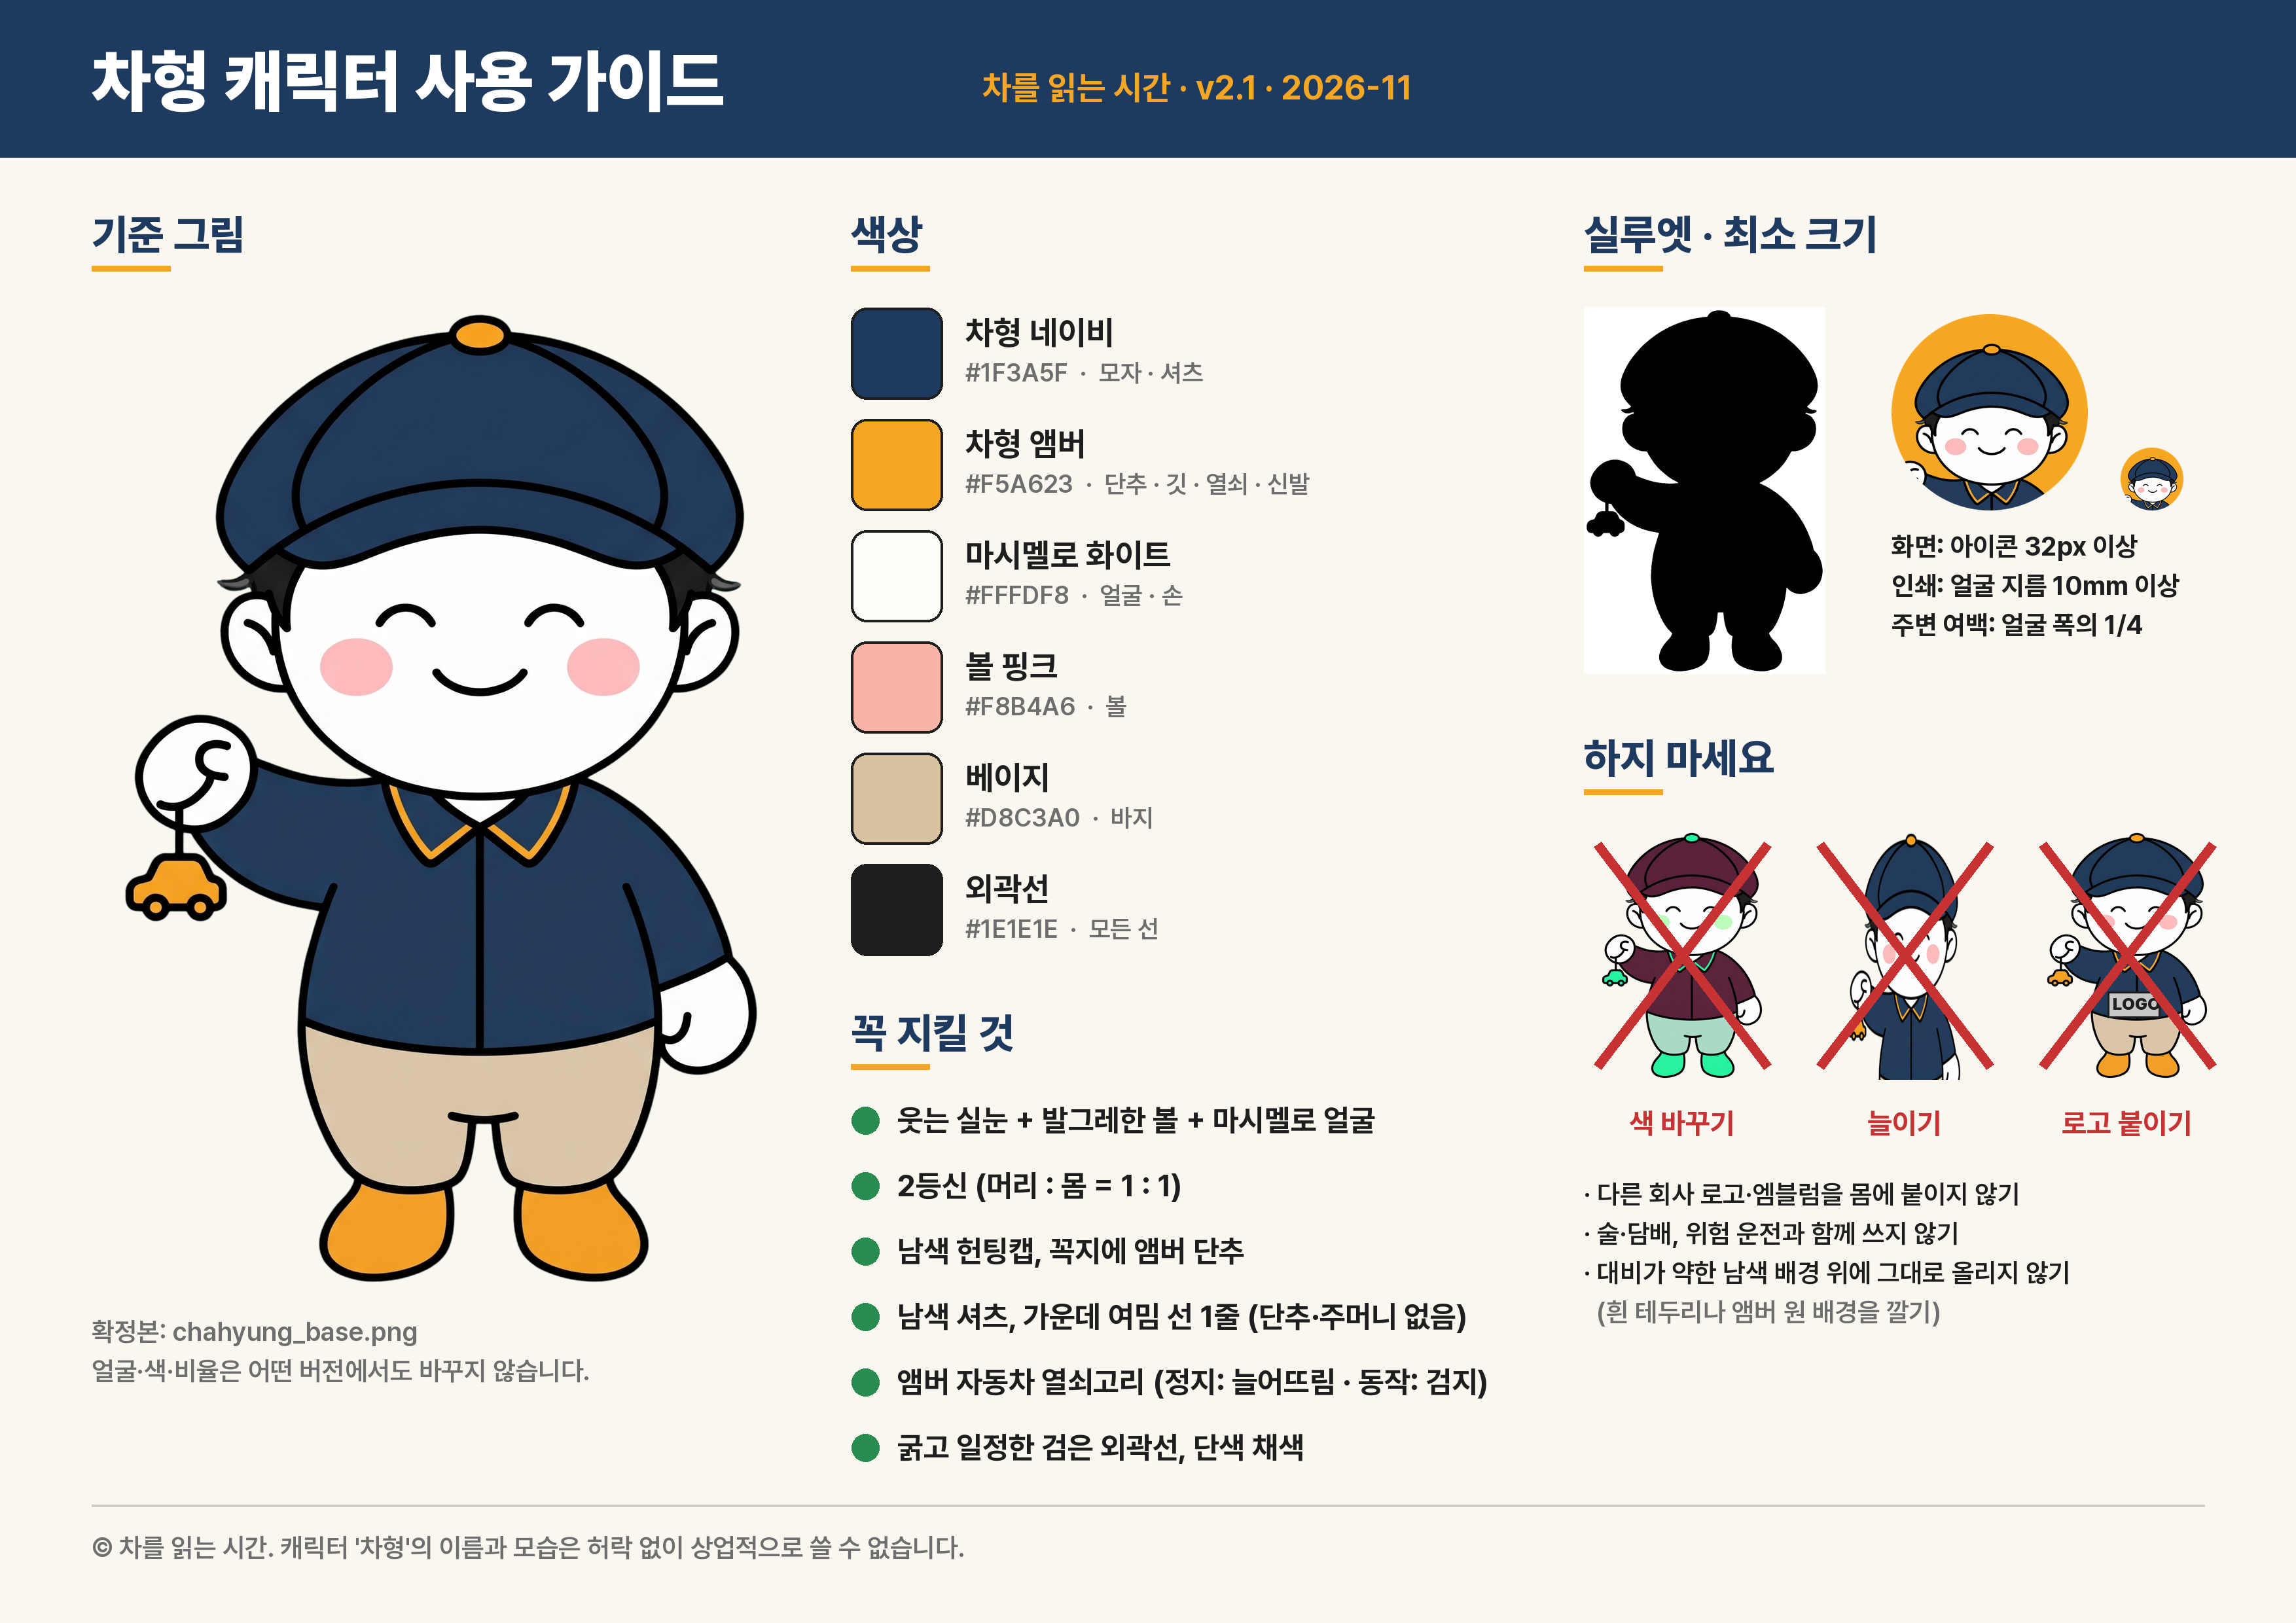 차형 캐릭터 사용 가이드
차를 읽는 시간 · v2.1 · 2026-11
기준 그림
확정본: chahyung_base.png
얼굴·색·비율은 어떤 버전에서도 바꾸지 않습니다.
색상
차형 네이비
#1F3A5F · 모자 · 셔츠
차형 앰버
#F5A623 · 단추 · 깃 · 열쇠 · 신발
마시멜로 화이트
#FFFDF8 · 얼굴 · 손
볼 핑크
#F8B4A6 · 볼
베이지
#D8C3A0 · 바지
외곽선
#1E1E1E · 모든 선
꼭 지킬 것
웃는 실눈 + 발그레한 볼 + 마시멜로 얼굴
2등신 (머리 : 몸 = 1 : 1)
남색 헌팅캡, 꼭지에 앰버 단추
남색 셔츠, 가운데 여밈 선 1줄 (단추·주머니 없음)
앰버 자동차 열쇠고리 (정지: 늘어뜨림 · 동작: 검지)
굵고 일정한 검은 외곽선, 단색 채색
실루엣 · 최소 크기
화면: 아이콘 32px 이상
인쇄: 얼굴 지름 10mm 이상
주변 여백: 얼굴 폭의 1/4
하지 마세요
LOGO
색 바꾸기
늘이기
로고 붙이기
· 다른 회사 로고·엠블럼을 몸에 붙이지 않기
· 술·담배, 위험 운전과 함께 쓰지 않기
· 대비가 약한 남색 배경 위에 그대로 올리지 않기
(흰 테두리나 앰버 원 배경을 깔기)
© 차를 읽는 시간. 캐릭터 '차형'의 이름과 모습은 허락 없이 상업적으로 쓸 수 없습니다.